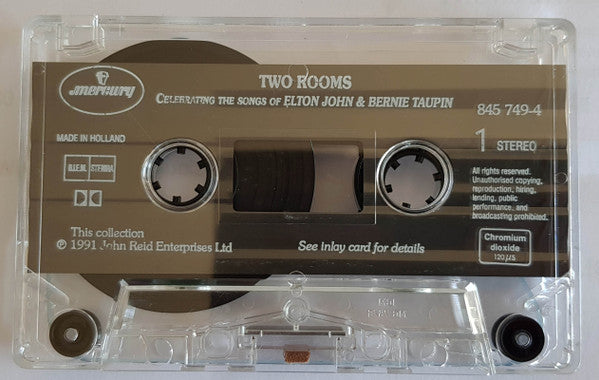 mercury
TWO ROOMS
CELEBRATING THE SONGS OF ELTON JOHN & BERNIE TAUPIN
845 749-4
MADE IN HOLLAND
1 STEREO
B.I.E.M. STEMRA
All rights reserved.
Unauthorised copying,
reproduction, hiring,
lending, public
performance, and
broadcasting prohibited.
This collection
℗ 1991 John Reid Enterprises Ltd
See inlay card for details
Chromium
dioxide
120 µS